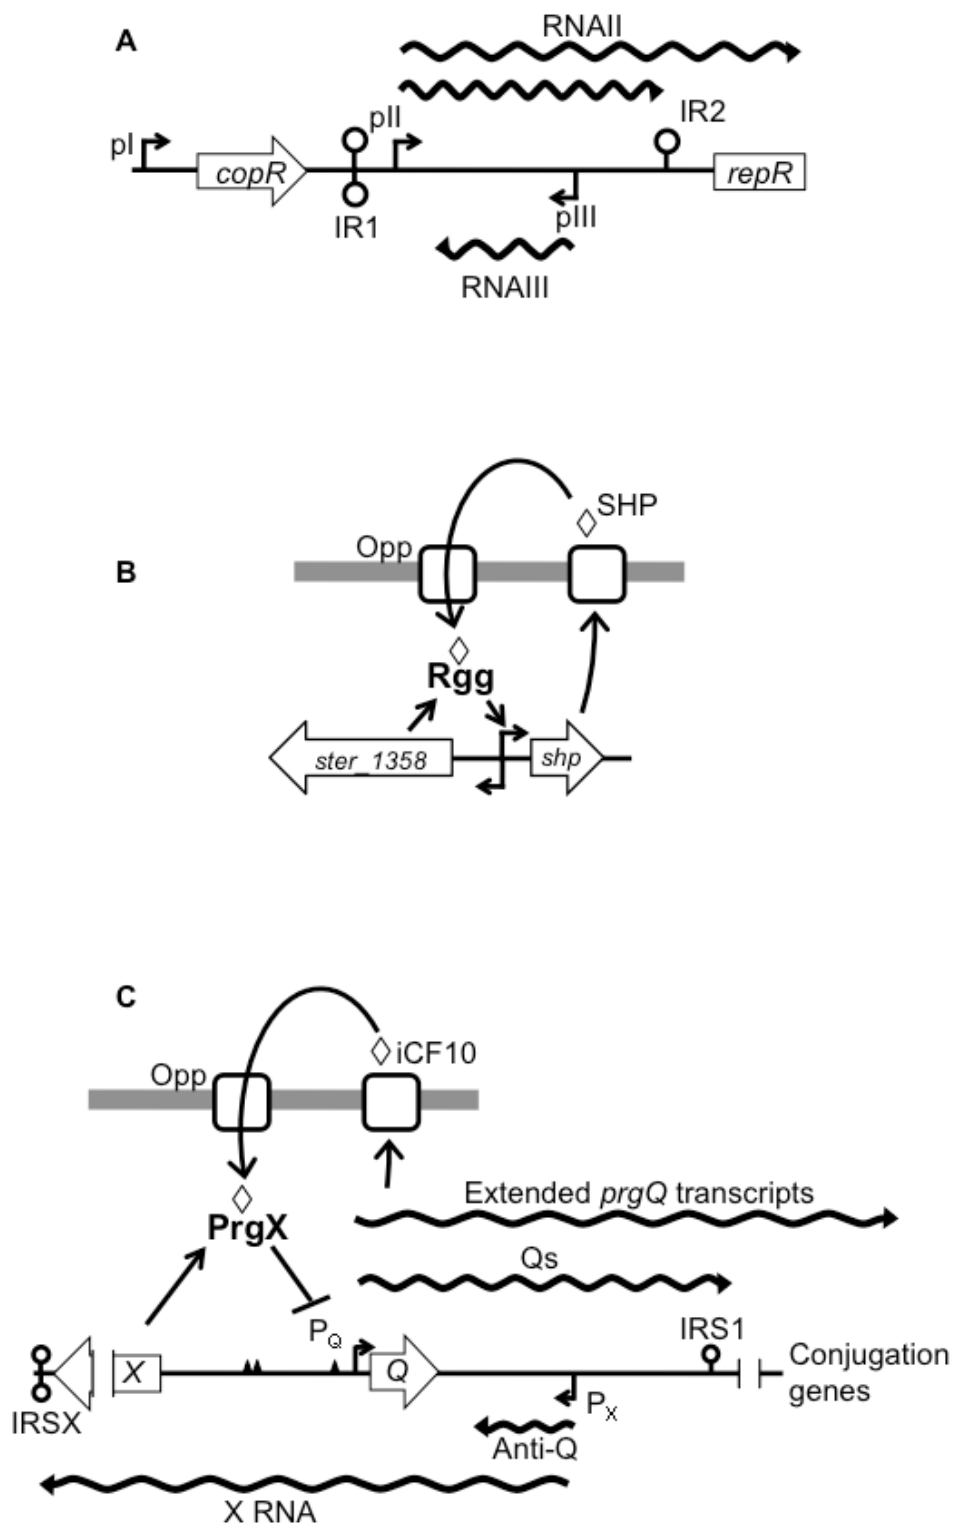 A
RNAII
pI
pII
IR2
copR
repR
IR1
pIII
RNAIII
B
SHP
Opp
Rgg
ster_1358
shp
C
iCF10
Opp
Extended prgQ transcripts
PrgX
Qs
PQ
IRS1
X
Q
Conjugation
genes
IRSX
PX
Anti-Q
X RNA